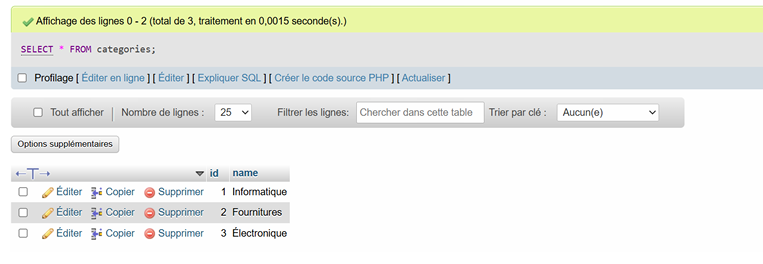 Affichage des lignes 0 - 2 (total de 3, traitement en 0,0015 seconde(s).)
SELECT * FROM categories;
Profilage [ Éditer en ligne ] [ Éditer ] [ Expliquer SQL ] [ Créer le code source PHP ] [ Actualiser ]
Tout afficher Nombre de lignes : 25 Filtrer les lignes: Chercher dans cette table Trier par clé : Aucun(e)
Options supplémentaires
←T→ id name
Éditer Copier Supprimer 1 Informatique
Éditer Copier Supprimer 2 Fournitures
Éditer Copier Supprimer 3 Électronique